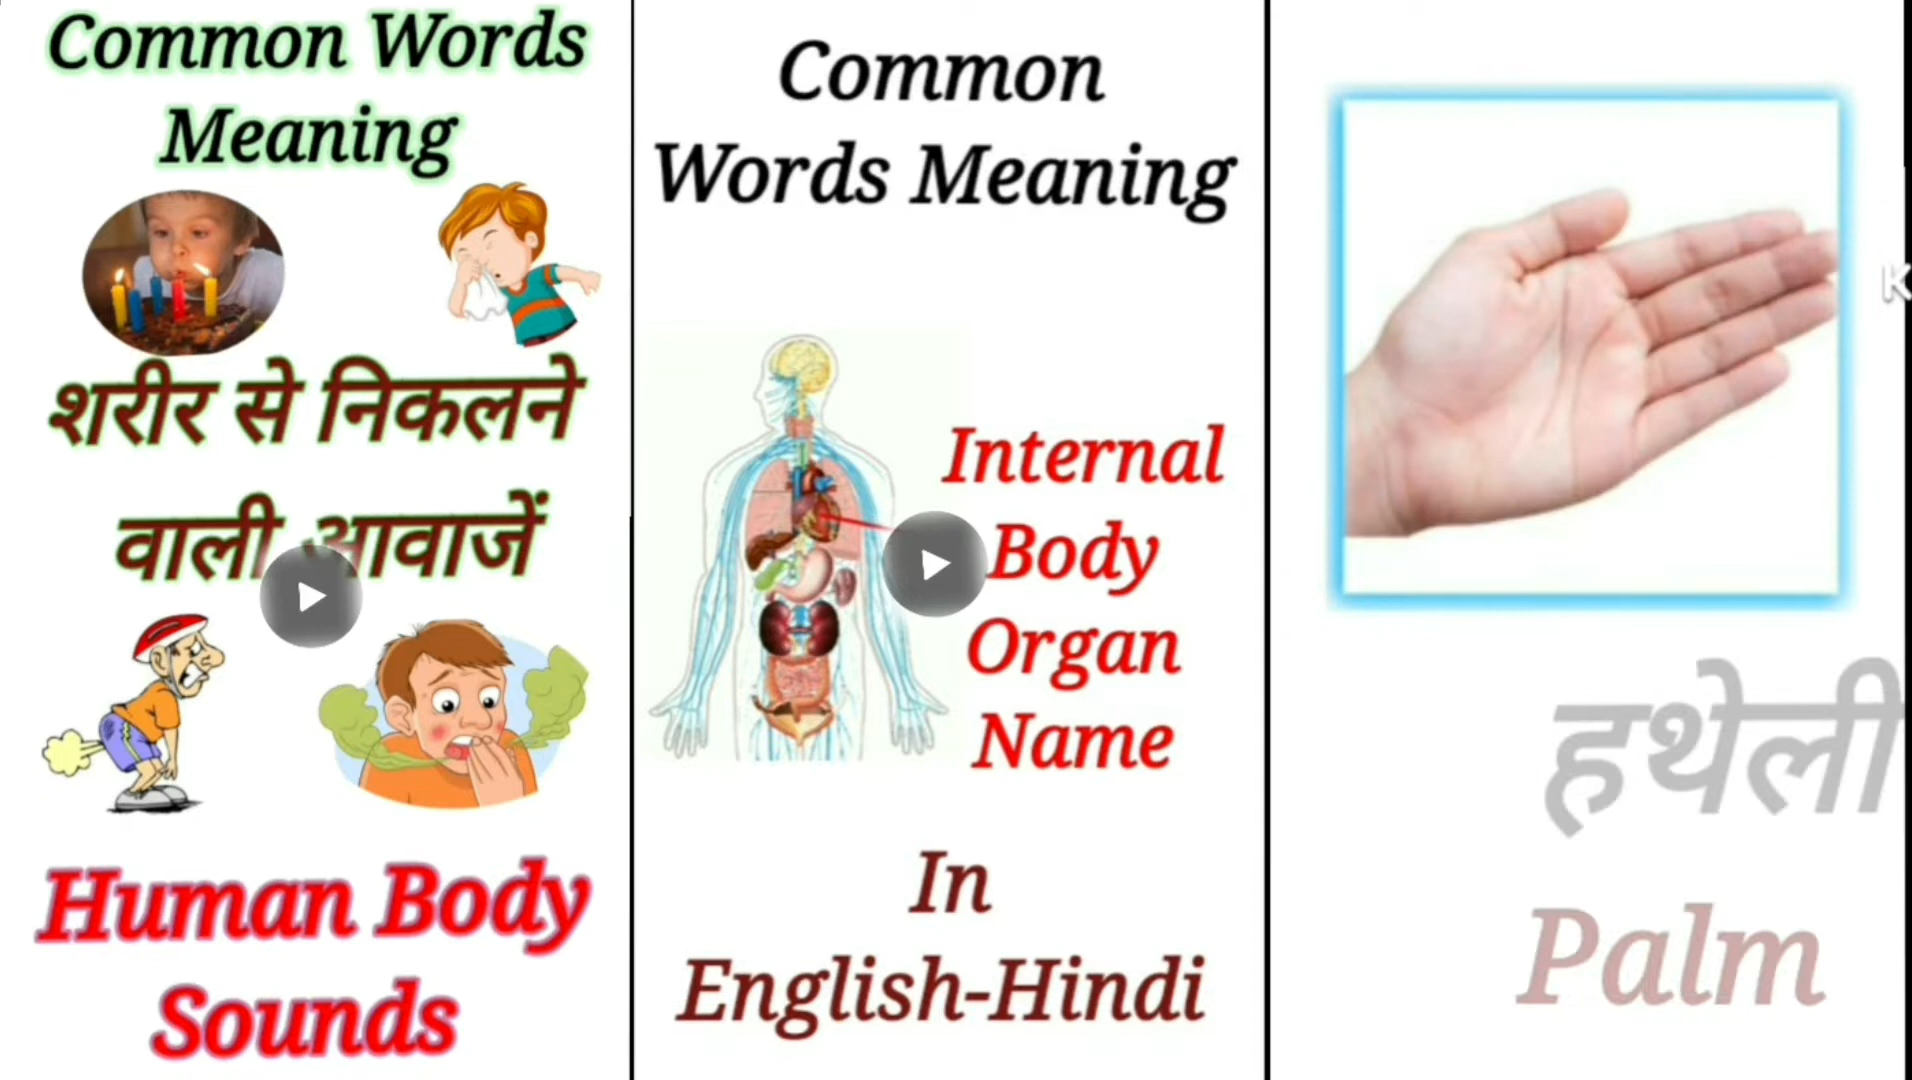 Common Words
Meaning
शरीर से निकलने
वाली आवाजें
Human Body
Sounds
Common
Words Meaning
Internal
Body
Organ
Name
In
English-Hindi
K
हथेली
Palm